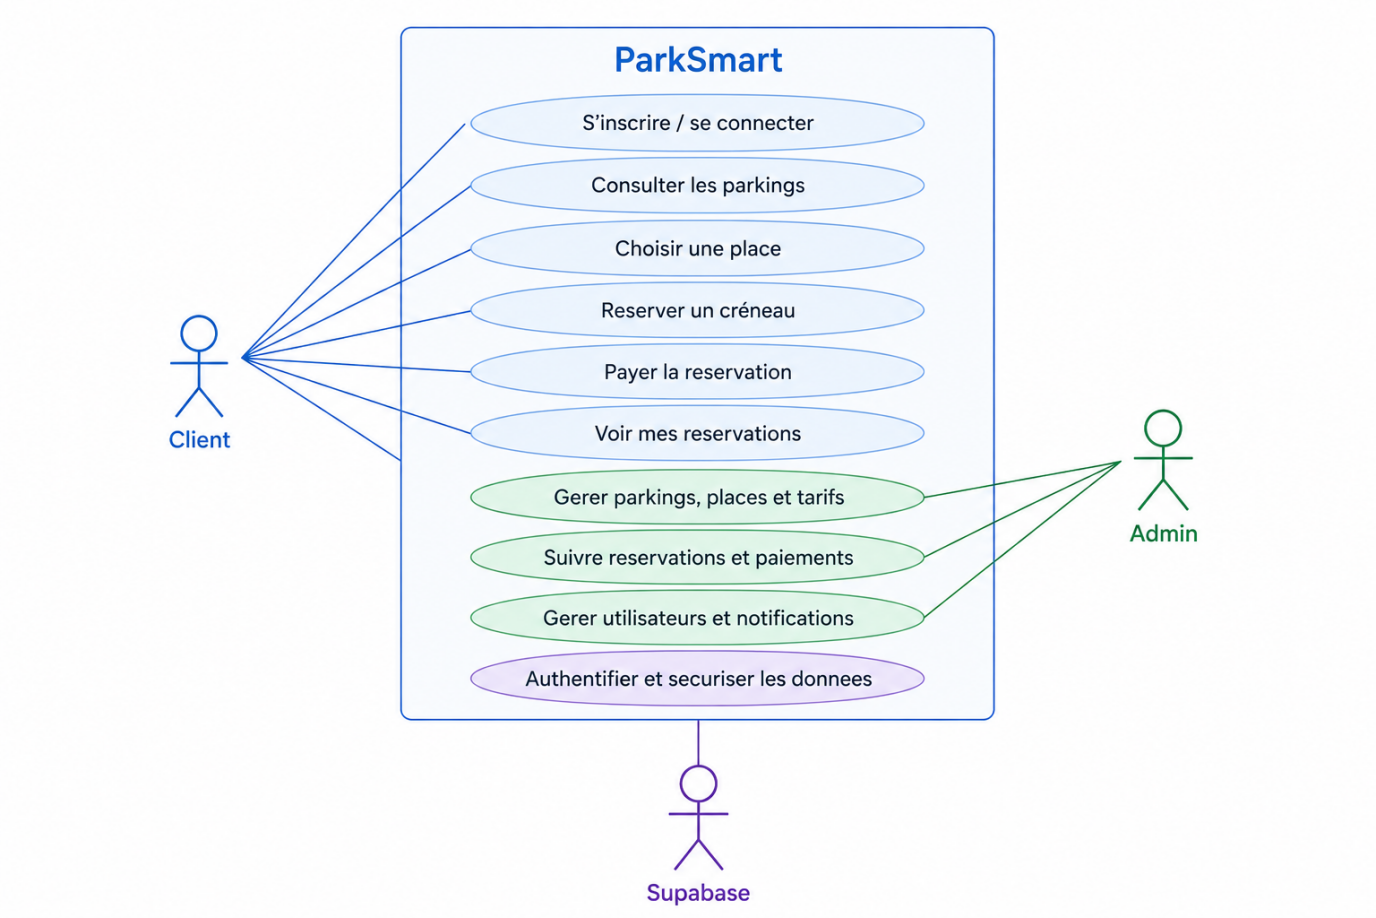 ParkSmart
S’inscrire / se connecter
Consulter les parkings
Choisir une place
Reserver un créneau
Payer la reservation
Voir mes reservations
Client
Gerer parkings, places et tarifs
Admin
Suivre reservations et paiements
Gerer utilisateurs et notifications
Authentifier et securiser les donnees
Supabase